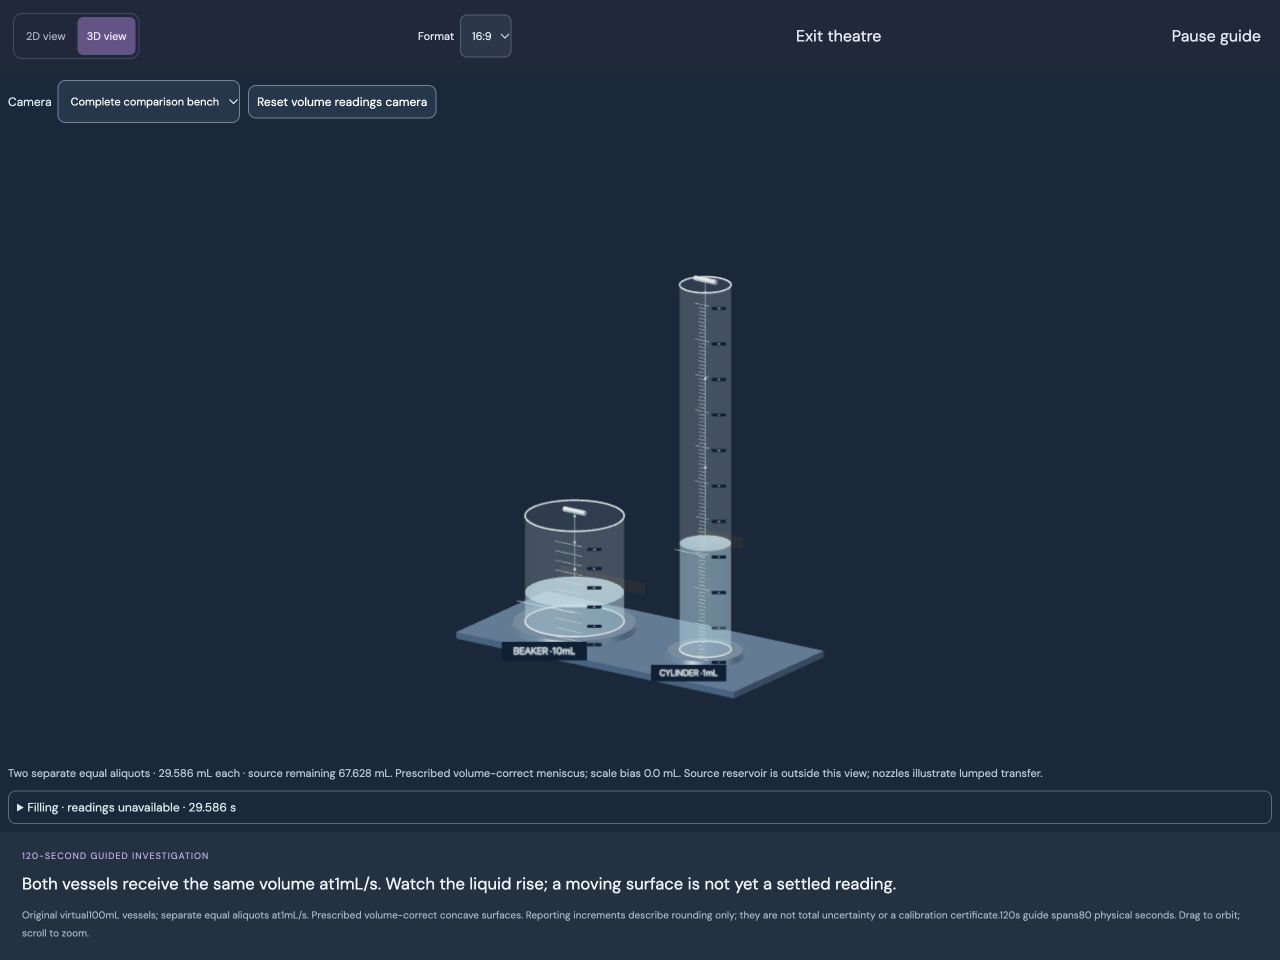 2D view
3D view
Format
16:9
Exit theatre
Pause guide
Camera
Complete comparison bench
Reset volume readings camera
BEAKER·10mL
CYLINDER·1mL
Two separate equal aliquots · 29.586 mL each · source remaining 67.628 mL. Prescribed volume-correct meniscus; scale bias 0.0 mL. Source reservoir is outside this view; nozzles illustrate lumped transfer.
Filling · readings unavailable · 29.586 s
120-SECOND GUIDED INVESTIGATION
Both vessels receive the same volume at1mL/s. Watch the liquid rise; a moving surface is not yet a settled reading.
Original virtual100mL vessels; separate equal aliquots at1mL/s. Prescribed volume-correct concave surfaces. Reporting increments describe rounding only; they are not total uncertainty or a calibration certificate.120s guide spans80 physical seconds. Drag to orbit;
scroll to zoom.